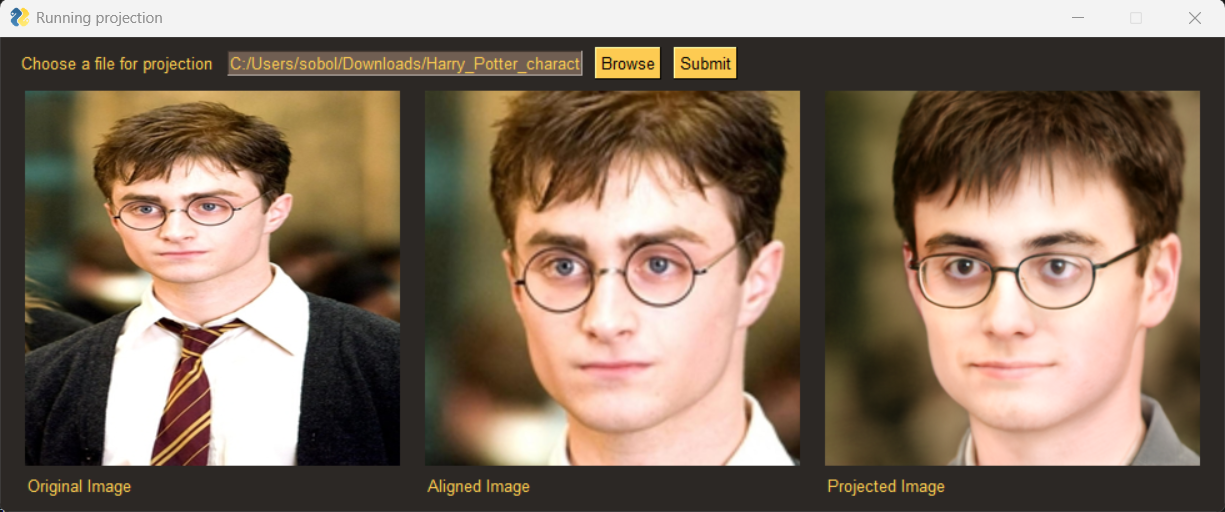 Running projection
Choose a file for projection C:/Users/sobol/Downloads/Harry_Potter_charact Browse Submit
Original Image Aligned Image Projected Image